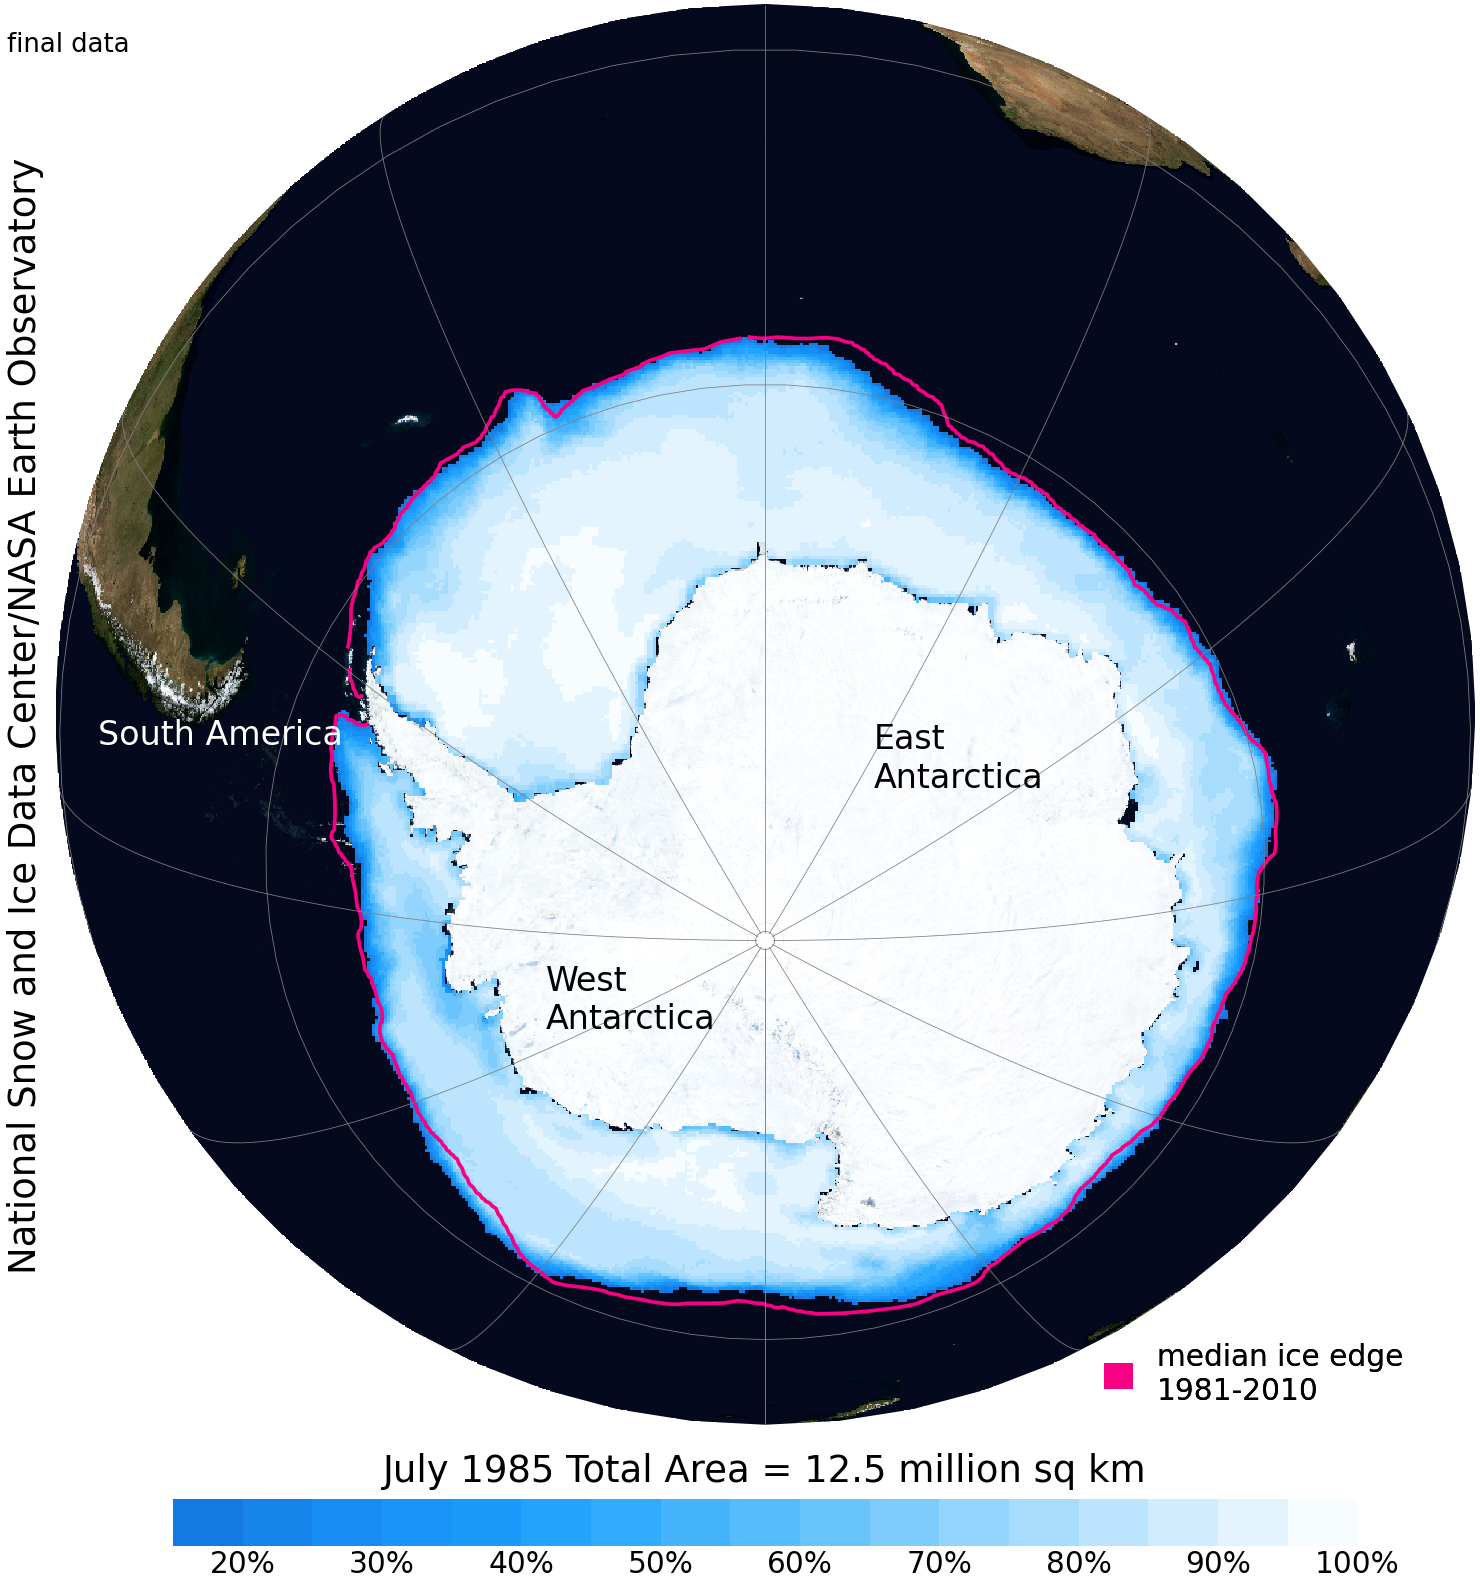 final data
National Snow and Ice Data Center/NASA Earth Observatory
South America
East
Antarctica
West
Antarctica
median ice edge
1981-2010
July 1985 Total Area = 12.5 million sq km
20% 30% 40% 50% 60% 70% 80% 90% 100%